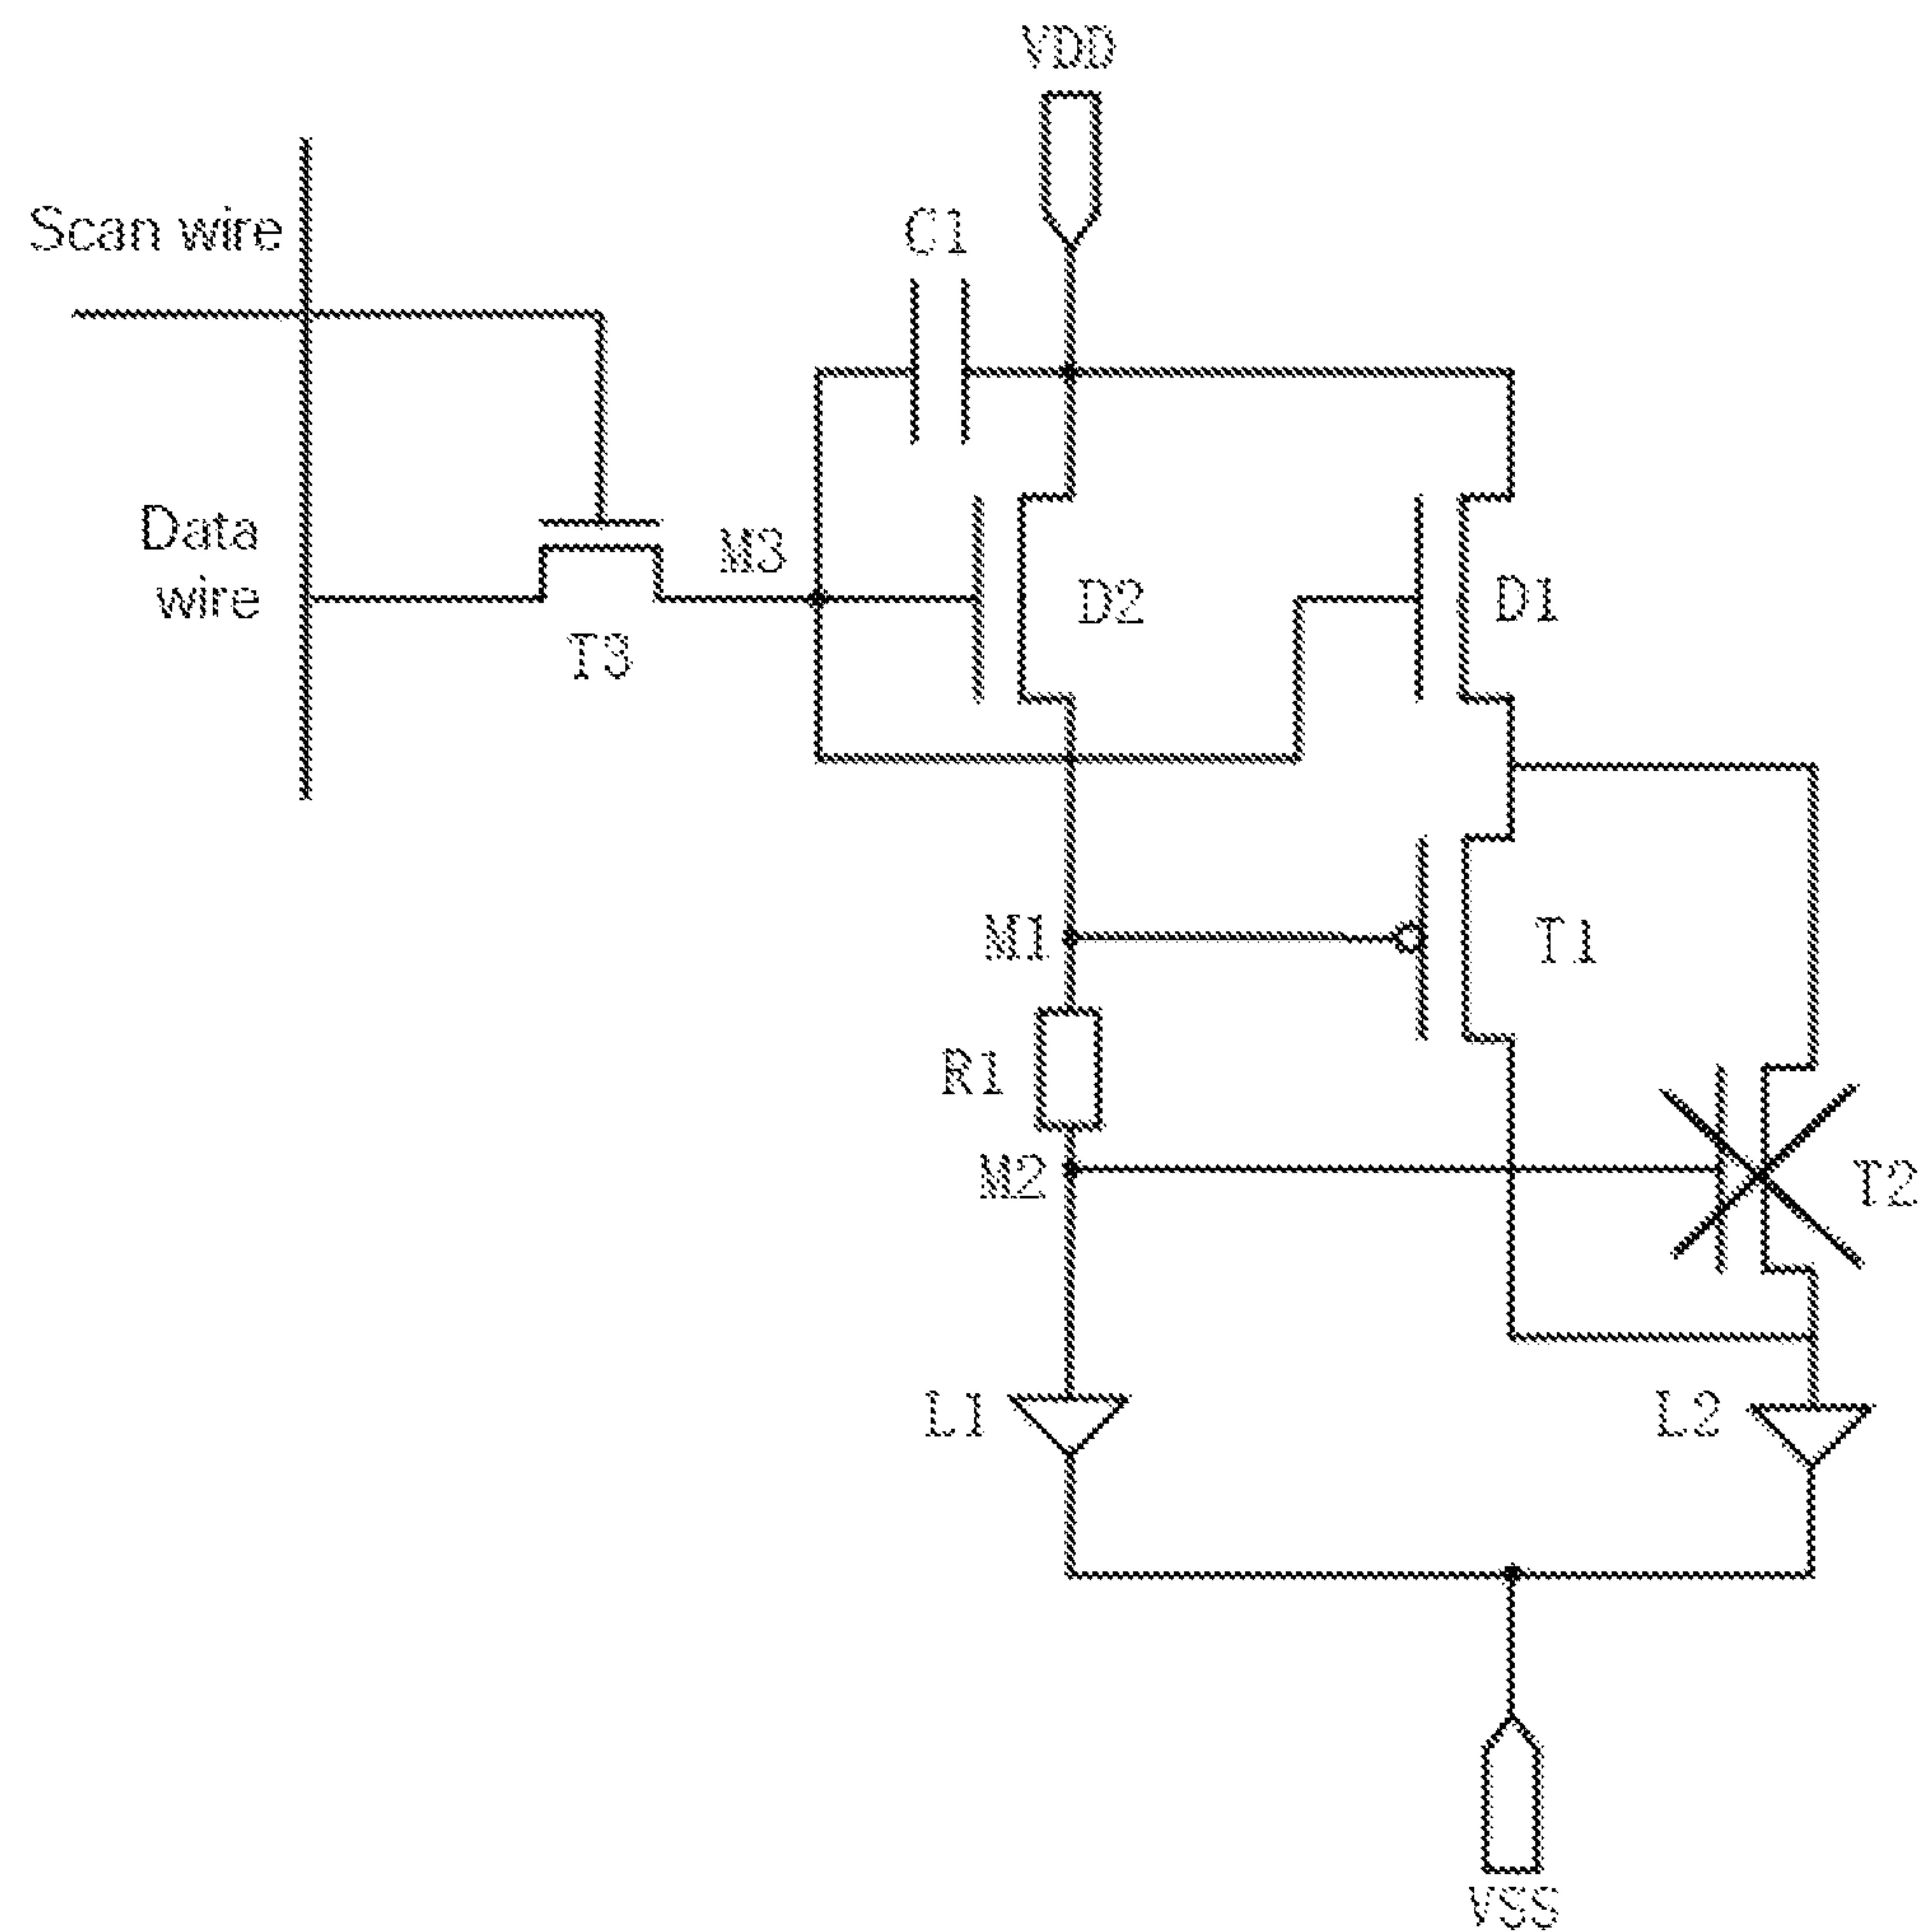 VDD
Scan wire
C1
Data
wire
M3
D2
D1
T3
M1
T1
R1
M2
T2
L1
L2
VSS